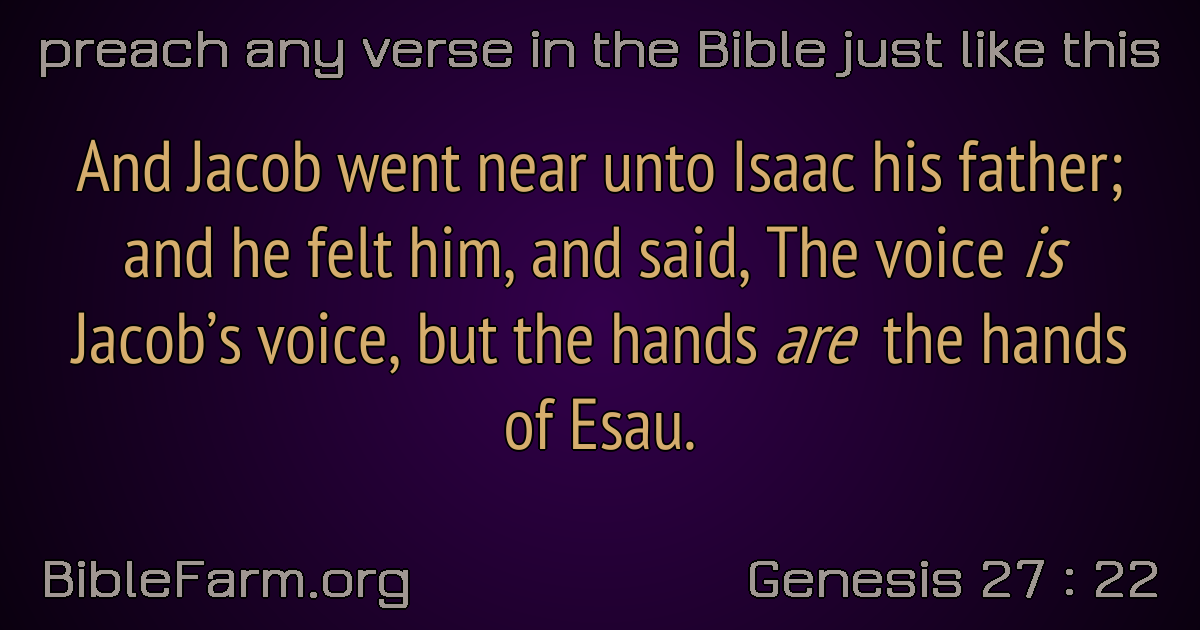 preach any verse in the Bible just like this
And Jacob went near unto Isaac his father;
and he felt him, and said, The voice is
Jacob’s voice, but the hands are the hands
of Esau.
BibleFarm.org
Genesis 27 : 22